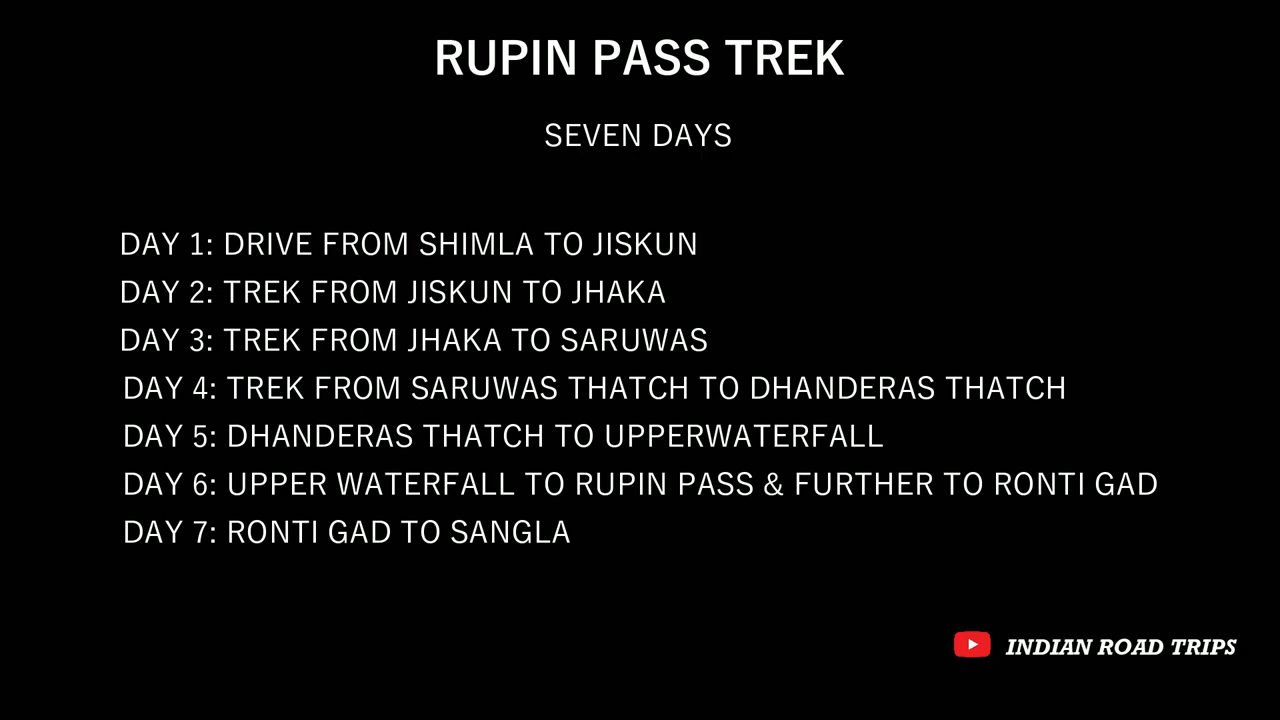 RUPIN PASS TREK
SEVEN DAYS
DAY 1: DRIVE FROM SHIMLA TO JISKUN
DAY 2: TREK FROM JISKUN TO JHAKA
DAY 3: TREK FROM JHAKA TO SARUWAS
DAY 4: TREK FROM SARUWAS THATCH TO DHANDERAS THATCH
DAY 5: DHANDERAS THATCH TO UPPERWATERFALL
DAY 6: UPPER WATERFALL TO RUPIN PASS & FURTHER TO RONTI GAD
DAY 7: RONTI GAD TO SANGLA
INDIAN ROAD TRIPS